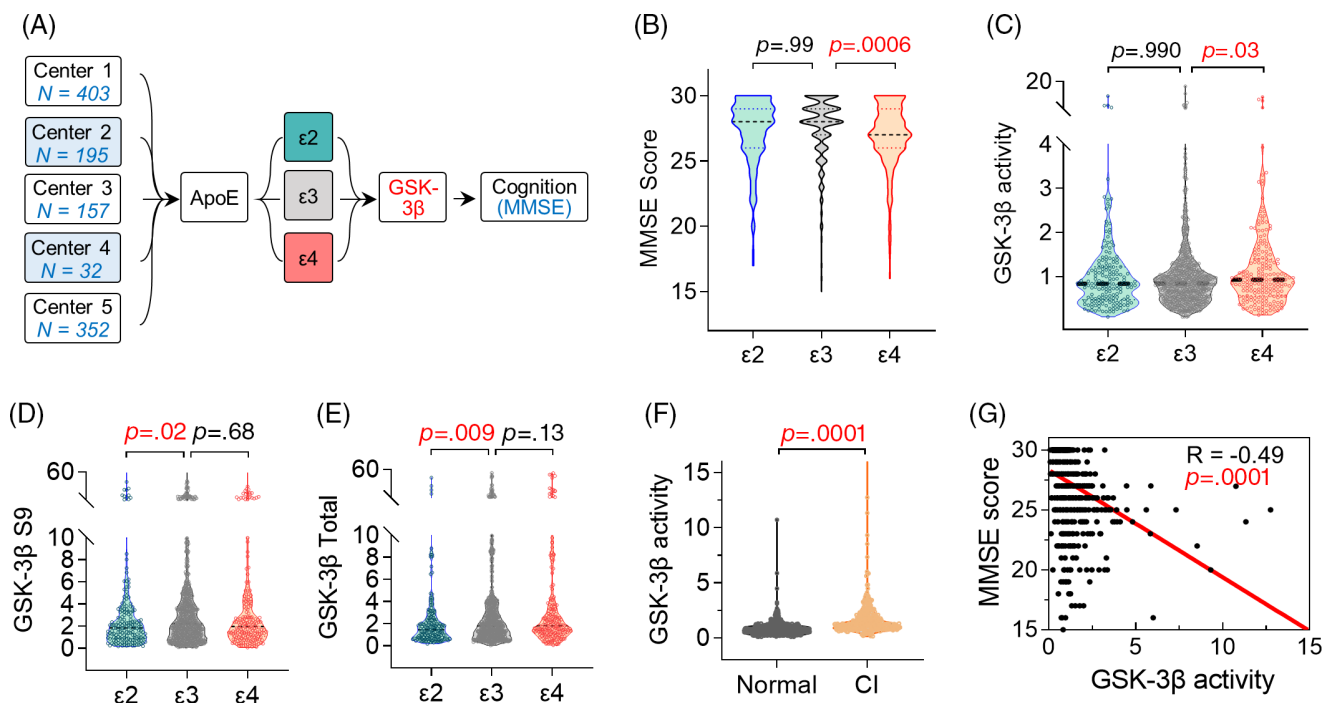 (A)
Center 1
N = 403
Center 2
N = 195
Center 3
N = 157
Center 4
N = 32
Center 5
N = 352
ApoE
ε2
ε3
ε4
GSK-
3β
Cognition
(MMSE)
(B)
p=.99 p=.0006
MMSE Score
30
25
20
15
ε2 ε3 ε4
(C)
p=.990 p=.03
GSK-3β activity
20
4
3
2
1
ε2 ε3 ε4
(D)
p=.02 p=.68
GSK-3β S9
60
10
8
6
4
2
0
ε2 ε3 ε4
(E)
p=.009 p=.13
GSK-3β Total
60
10
8
6
4
2
0
ε2 ε3 ε4
(F)
p=.0001
GSK-3β activity
15
10
5
0
Normal CI
(G)
R = -0.49
p=.0001
MMSE score
30
25
20
15
0 5 10 15
GSK-3β activity